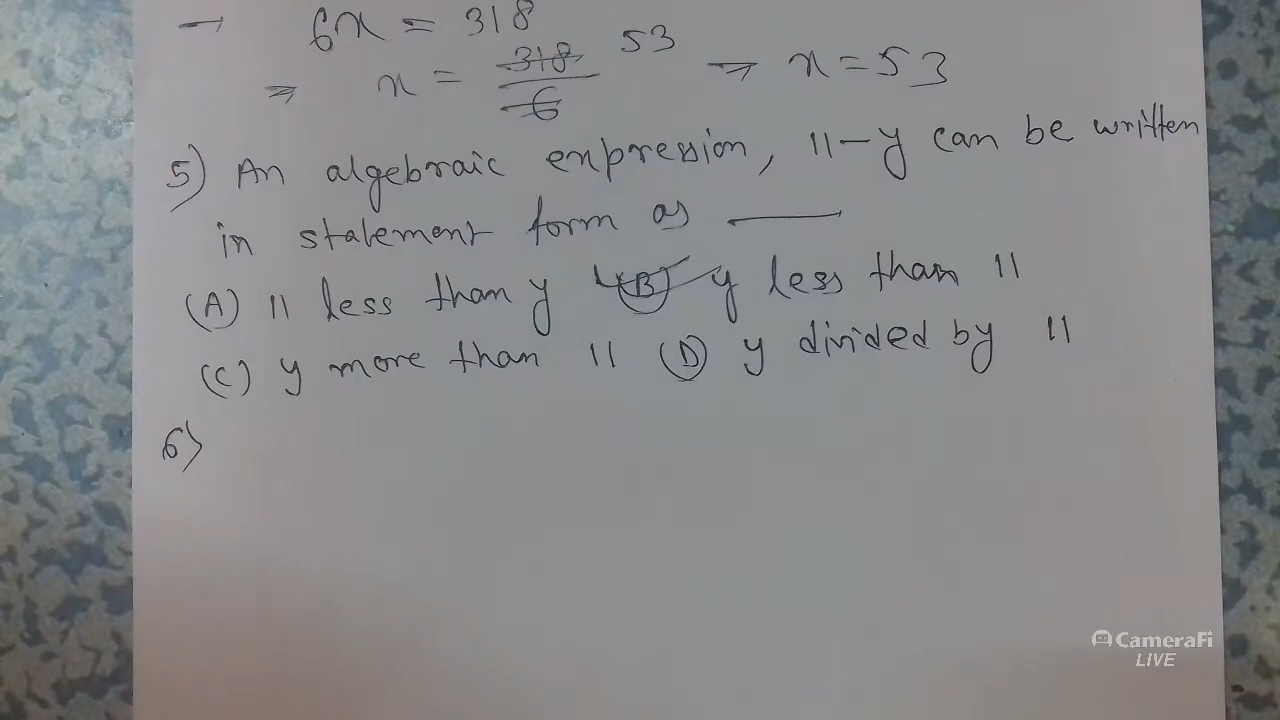 → 6x = 318
⇒ x = 318/6 53 ⇒ x = 53
5) An algebraic expression, 11-y can be written
in statement form as ___
(A) 11 less than y (B) y less than 11
(C) y more than 11 (D) y divided by 11
6)
CameraFi
LIVE